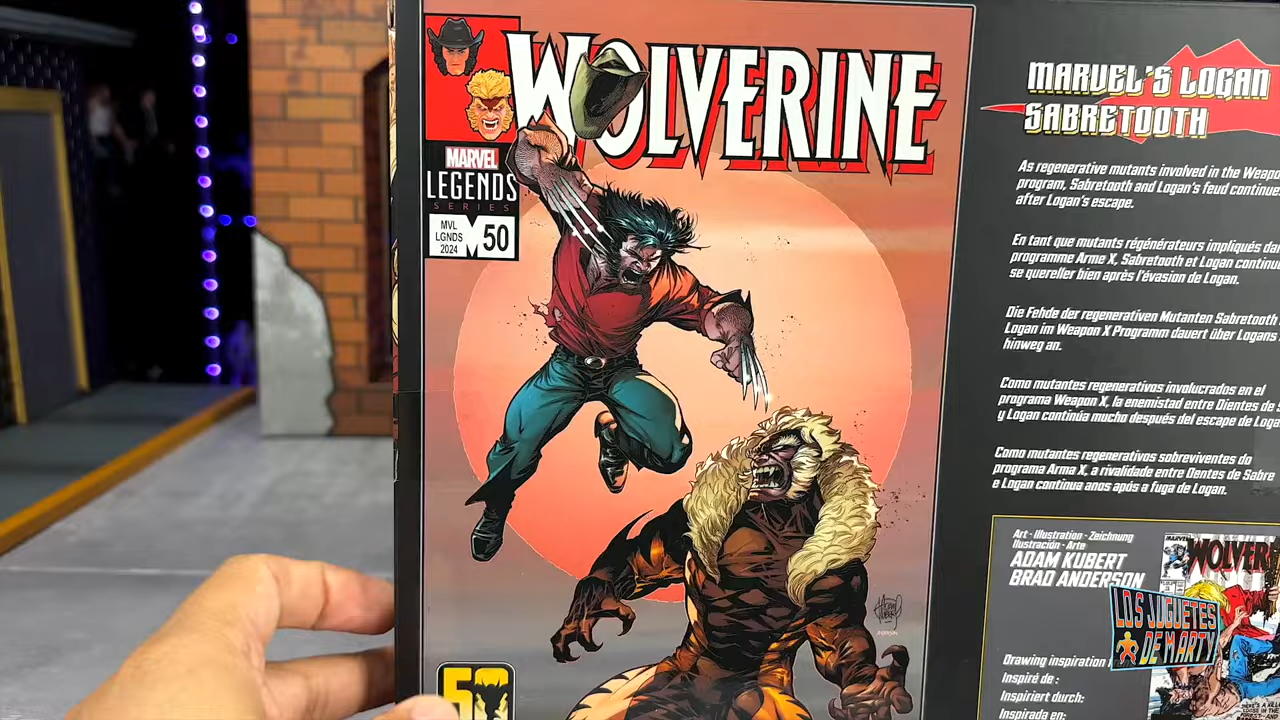 WOLVERINE
MARVEL
LEGENDS
SERIES
MVL
LGNDS
2024
50
50
MARVEL'S LOGAN
SABRETOOTH
As regenerative mutants involved in the Weapo
program, Sabretooth and Logan's feud continue
after Logan's escape.
En tant que mutants régénérateurs impliqués dan
programme Arme X, Sabretooth et Logan continu
se quereller bien après l'évasion de Logan.
Die Fehde der regenerativen Mutanten Sabretooth
Logan im Weapon X Programm dauert über Logans
hinweg an.
Como mutantes regenerativos involucrados en el
programa Weapon X, la enemistad entre Dientes de S
y Logan continúa mucho después del escape de Loga
Como mutantes regenerativos sobreviventes do
programa Arma X, a rivalidade entre Dentes de Sabre
e Logan continua anos após a fuga de Logan.
Art - Illustration - Zeichnung
Ilustración - Arte
ADAM KUBERT
BRAD ANDERSON
Drawing inspiration
Inspiré de :
Inspiriert durch:
Inspirada en:
WOLVERI
LOS JUGUETES
DE MARTY